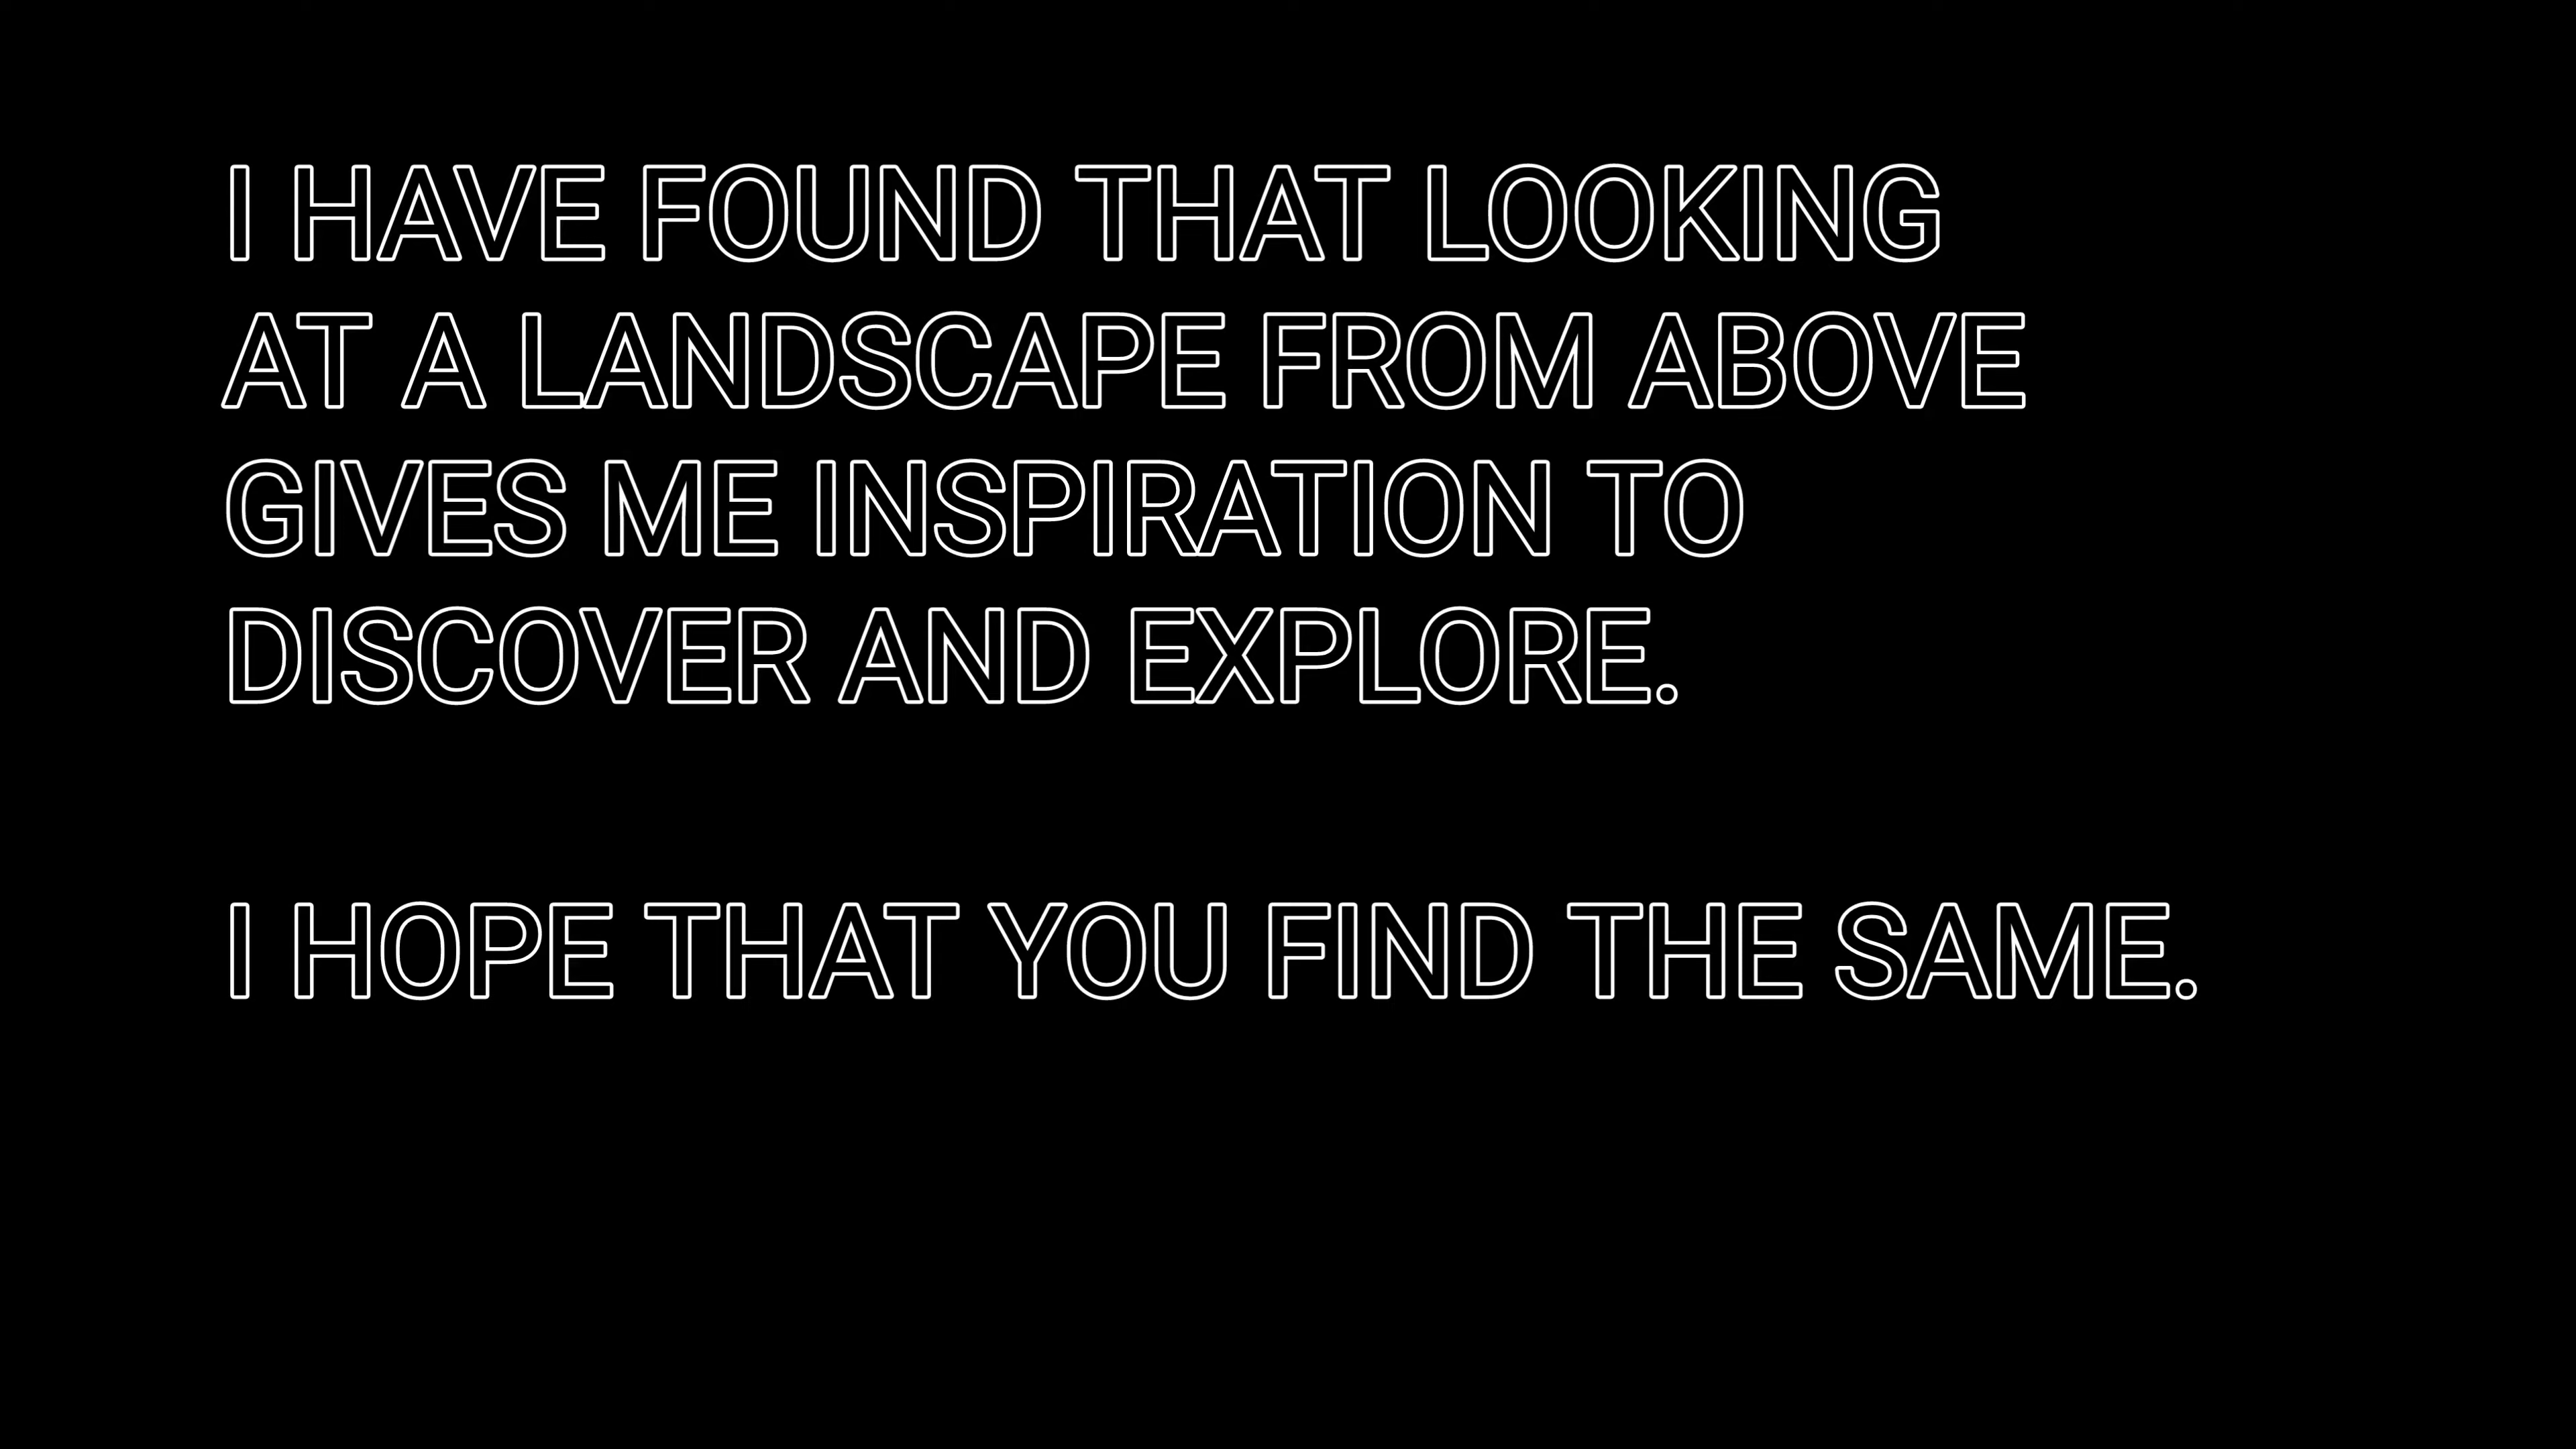 I HAVE FOUND THAT LOOKING
AT A LANDSCAPE FROM ABOVE
GIVES ME INSPIRATION TO
DISCOVER AND EXPLORE.
I HOPE THAT YOU FIND THE SAME.